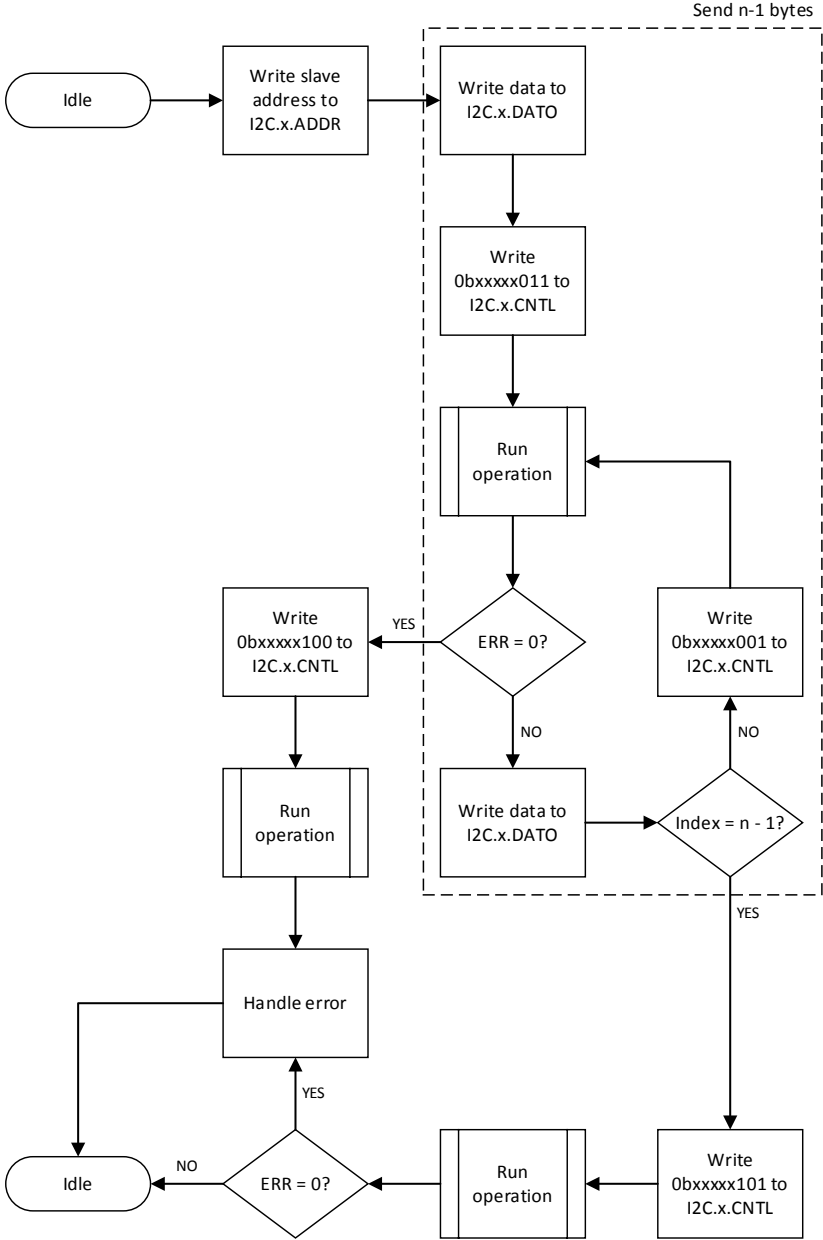 Send n-1 bytes
Idle
Write slave
address to
I2C.x.ADDR
Write data to
I2C.x.DATO
Write
0bxxxxx011 to
I2C.x.CNTL
Run
operation
Write
0bxxxxx100 to
I2C.x.CNTL
YES
ERR = 0?
Write
0bxxxxx001 to
I2C.x.CNTL
NO
NO
Run
operation
Write data to
I2C.x.DATO
Index = n - 1?
YES
Handle error
YES
Idle
NO
ERR = 0?
Run
operation
Write
0bxxxxx101 to
I2C.x.CNTL